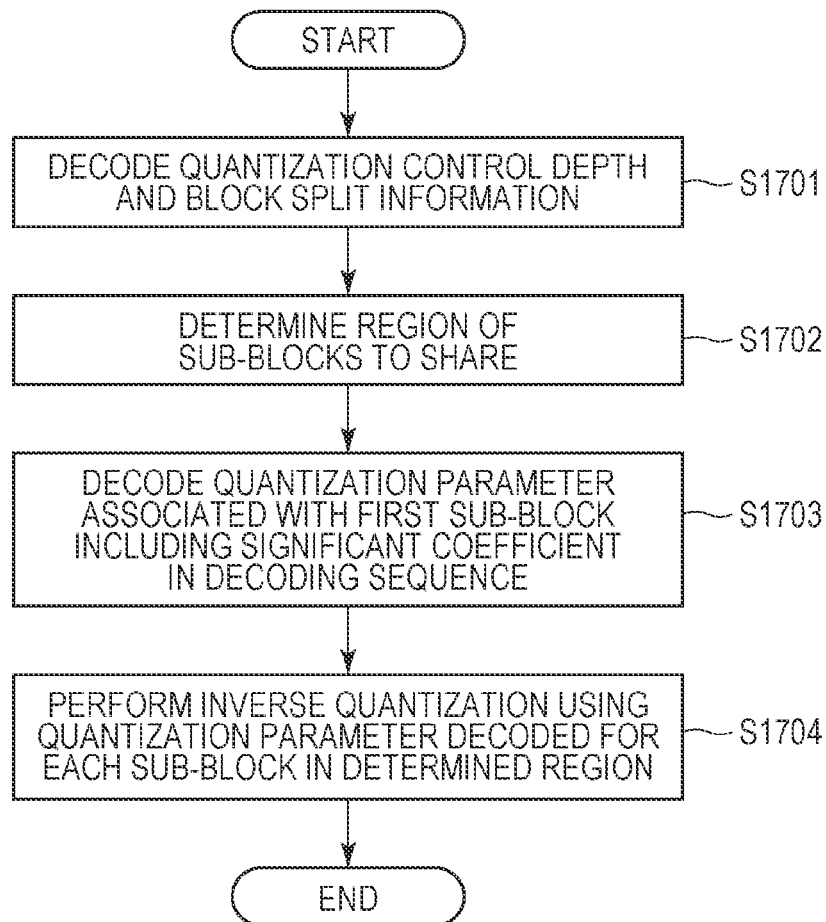 START
DECODE QUANTIZATION CONTROL DEPTH
AND BLOCK SPLIT INFORMATION
S1701
DETERMINE REGION OF
SUB-BLOCKS TO SHARE
S1702
DECODE QUANTIZATION PARAMETER
ASSOCIATED WITH FIRST SUB-BLOCK
INCLUDING SIGNIFICANT COEFFICIENT
IN DECODING SEQUENCE
S1703
PERFORM INVERSE QUANTIZATION USING
QUANTIZATION PARAMETER DECODED FOR
EACH SUB-BLOCK IN DETERMINED REGION
S1704
END